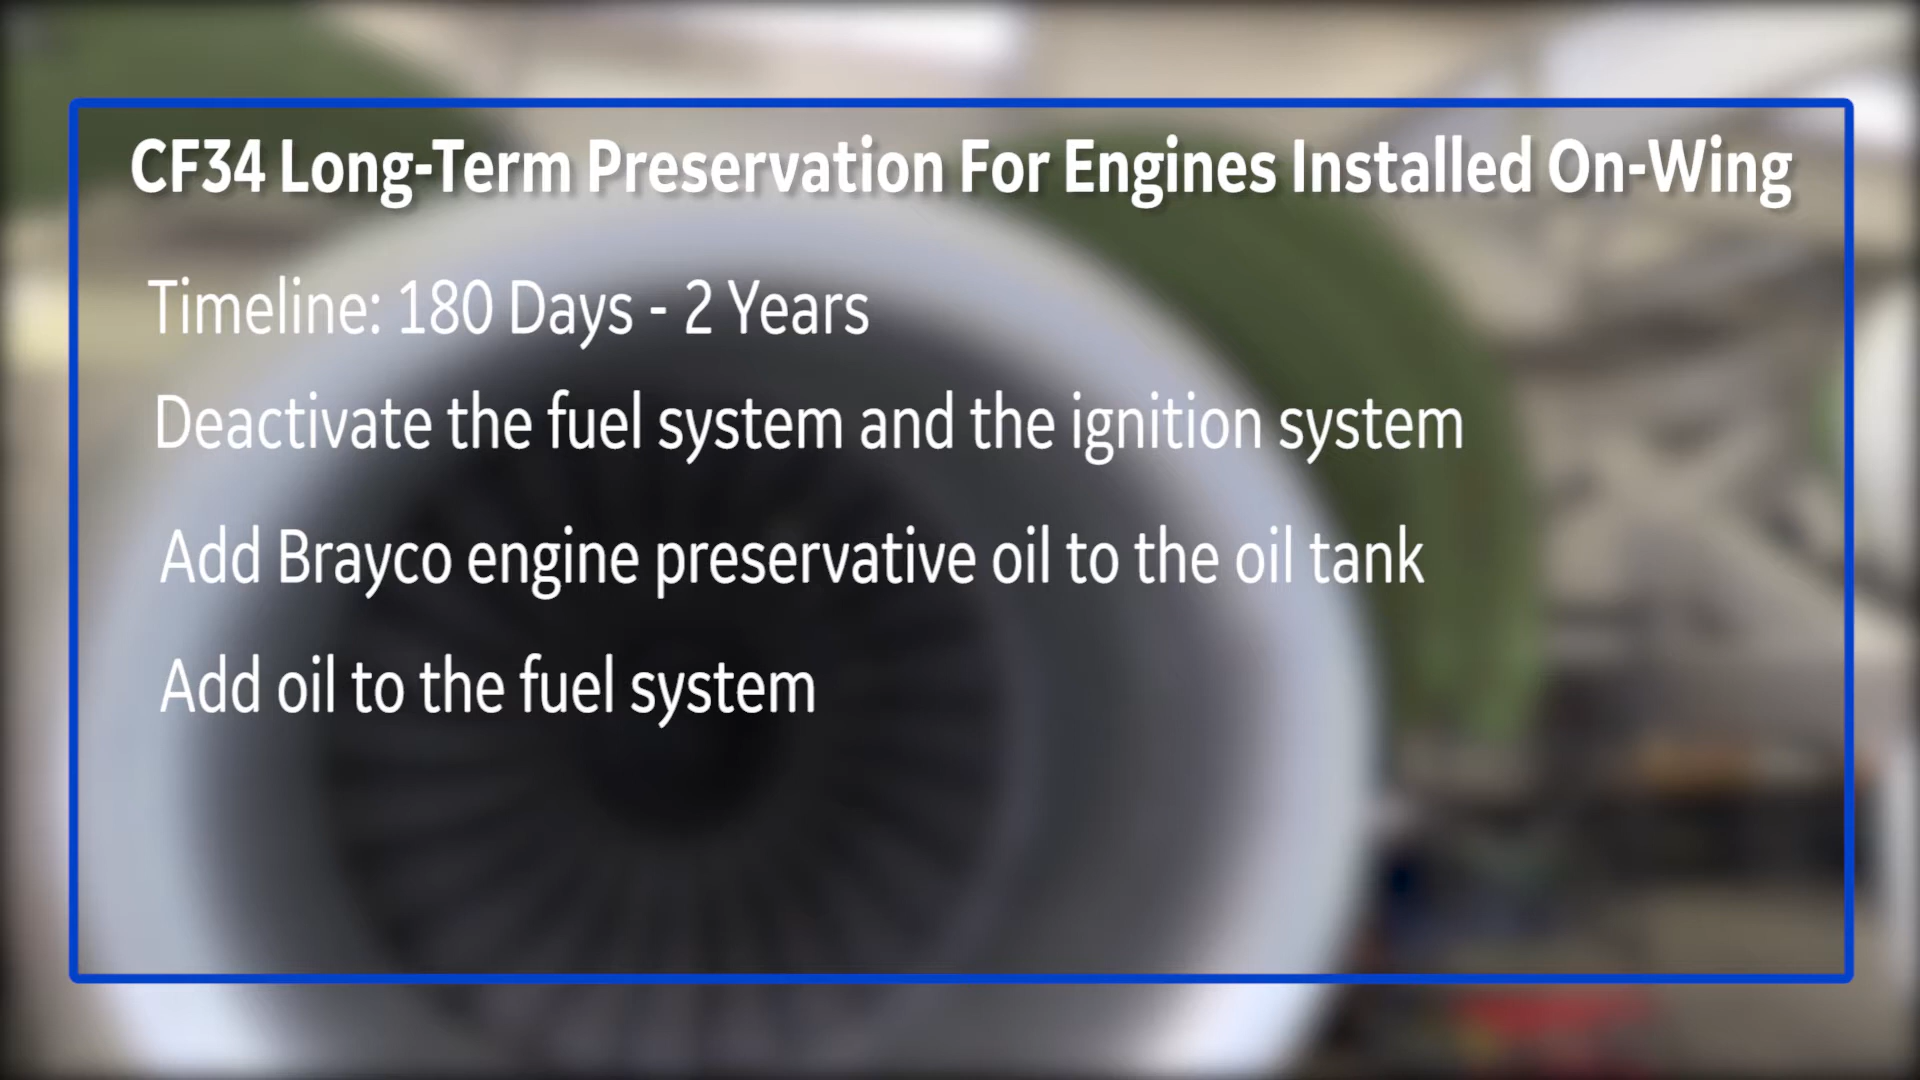 CF34 Long-Term Preservation For Engines Installed On-Wing
Timeline: 180 Days - 2 Years
Deactivate the fuel system and the ignition system
Add Brayco engine preservative oil to the oil tank
Add oil to the fuel system